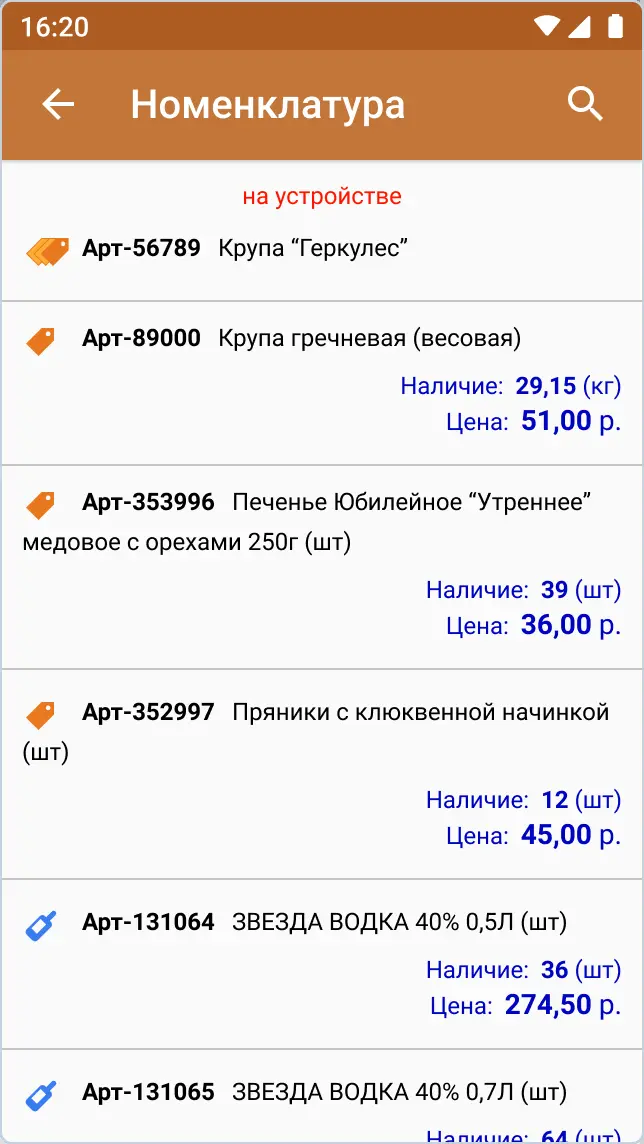 16:20
Номенклатура
на устройстве
Арт-56789 Крупа “Геркулес”
Арт-89000 Крупа гречневая (весовая)
Наличие: 29,15 (кг)
Цена: 51,00 р.
Арт-353996 Печенье Юбилейное “Утреннее”
медовое с орехами 250г (шт)
Наличие: 39 (шт)
Цена: 36,00 р.
Арт-352997 Пряники с клюквенной начинкой
(шт)
Наличие: 12 (шт)
Цена: 45,00 р.
Арт-131064 ЗВЕЗДА ВОДКА 40% 0,5Л (шт)
Наличие: 36 (шт)
Цена: 274,50 р.
Арт-131065 ЗВЕЗДА ВОДКА 40% 0,7Л (шт)
Наличие: 64 (шт)